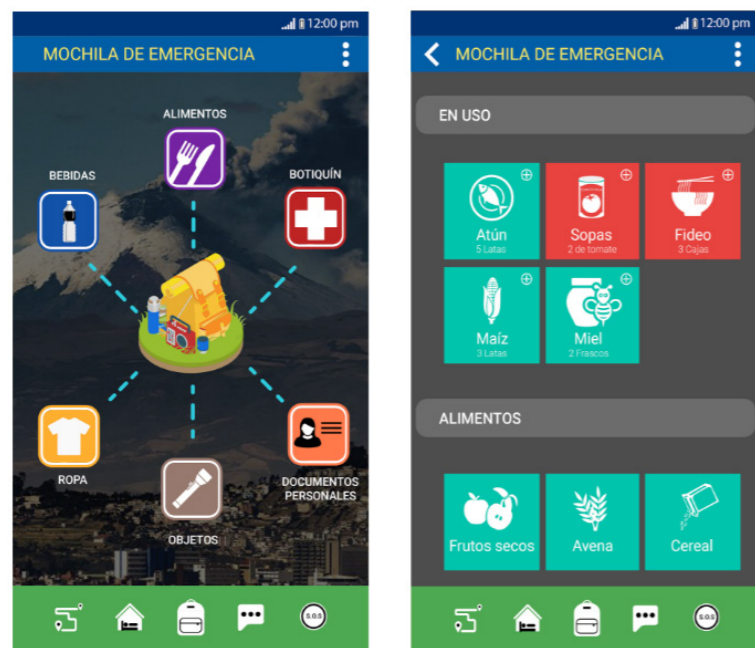 12:00 pm
MOCHILA DE EMERGENCIA
ALIMENTOS
BEBIDAS
BOTIQUÍN
ROPA
DOCUMENTOS
PERSONALES
OBJETOS
S.O.S
12:00 pm
MOCHILA DE EMERGENCIA
EN USO
Atún
5 Latas
Sopas
2 de tomate
Fideo
3 Cajas
Maíz
3 Latas
Miel
2 Frascos
ALIMENTOS
Frutos secos
Avena
Cereal
S.O.S